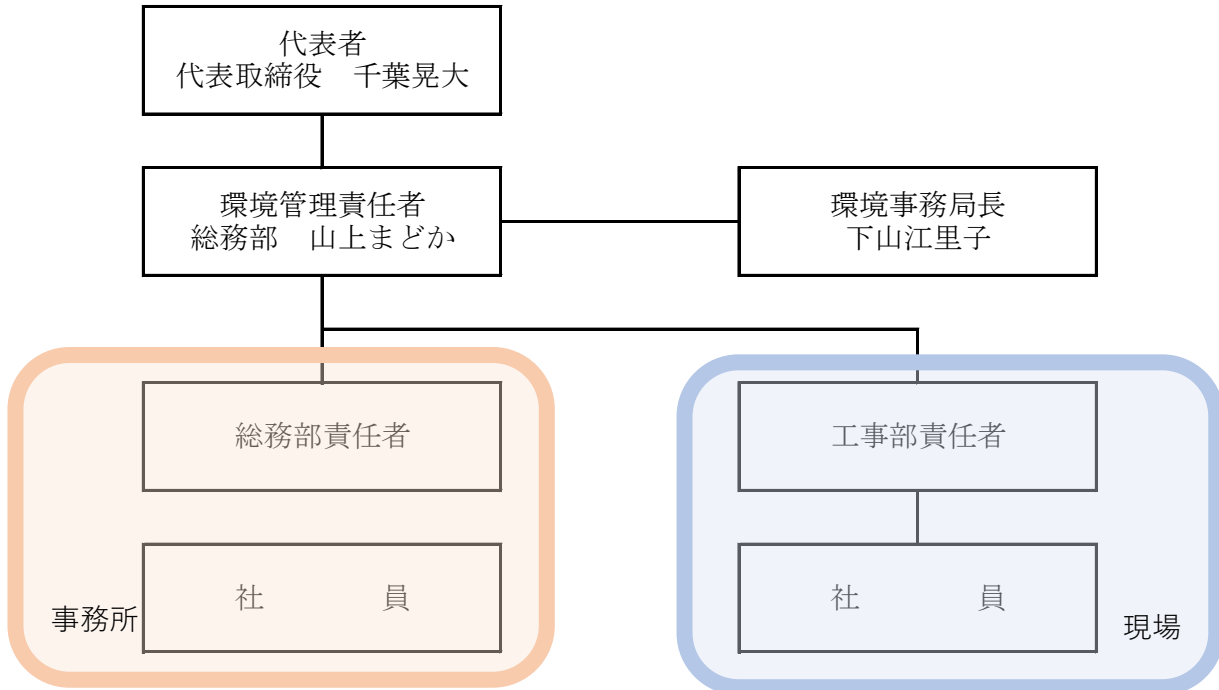 代表者
代表取締役　千葉晃大
環境管理責任者
総務部　山上まどか
環境事務局長
下山江里子
総務部責任者
工事部責任者
社　　　　員
社　　　　員
事務所
現場